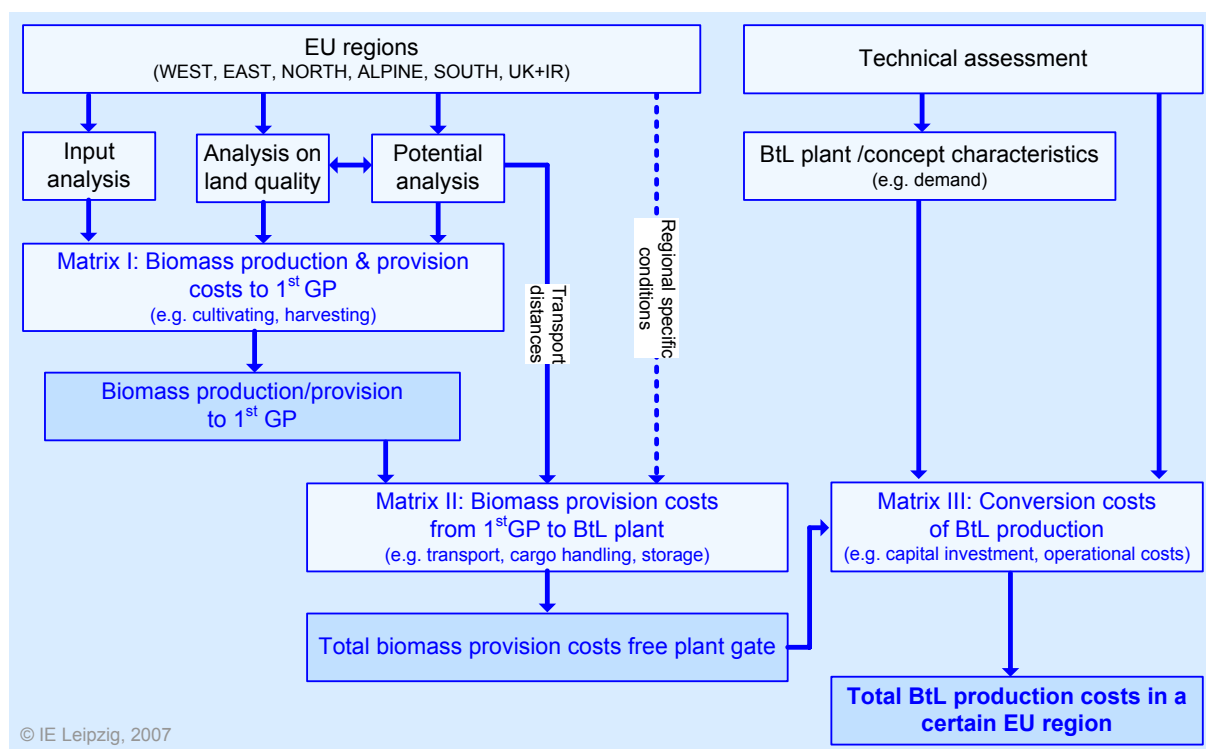 EU regions
(WEST, EAST, NORTH, ALPINE, SOUTH, UK+IR)
Technical assessment
Input
analysis
Analysis on
land quality
Potential
analysis
BtL plant /concept characteristics
(e.g. demand)
Matrix I: Biomass production & provision
costs to 1st GP
(e.g. cultivating, harvesting)
Transport
distances
Regional specific
conditions
Biomass production/provision
to 1st GP
Matrix II: Biomass provision costs
from 1stGP to BtL plant
(e.g. transport, cargo handling, storage)
Matrix III: Conversion costs
of BtL production
(e.g. capital investment, operational costs)
Total biomass provision costs free plant gate
Total BtL production costs in a
certain EU region
© IE Leipzig, 2007